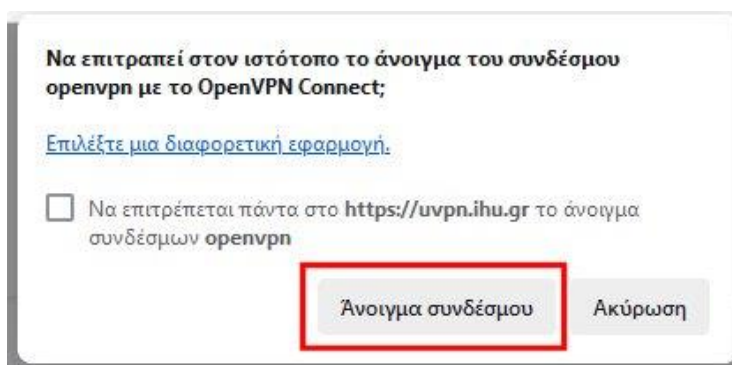 Να επιτραπεί στον ιστότοπο το άνοιγμα του συνδέσμου
openvpn με το OpenVPN Connect;
Επιλέξτε μια διαφορετική εφαρμογή.
Να επιτρέπεται πάντα στο https://uvpn.ihu.gr το άνοιγμα
συνδέσμων openvpn
Άνοιγμα συνδέσμου
Ακύρωση